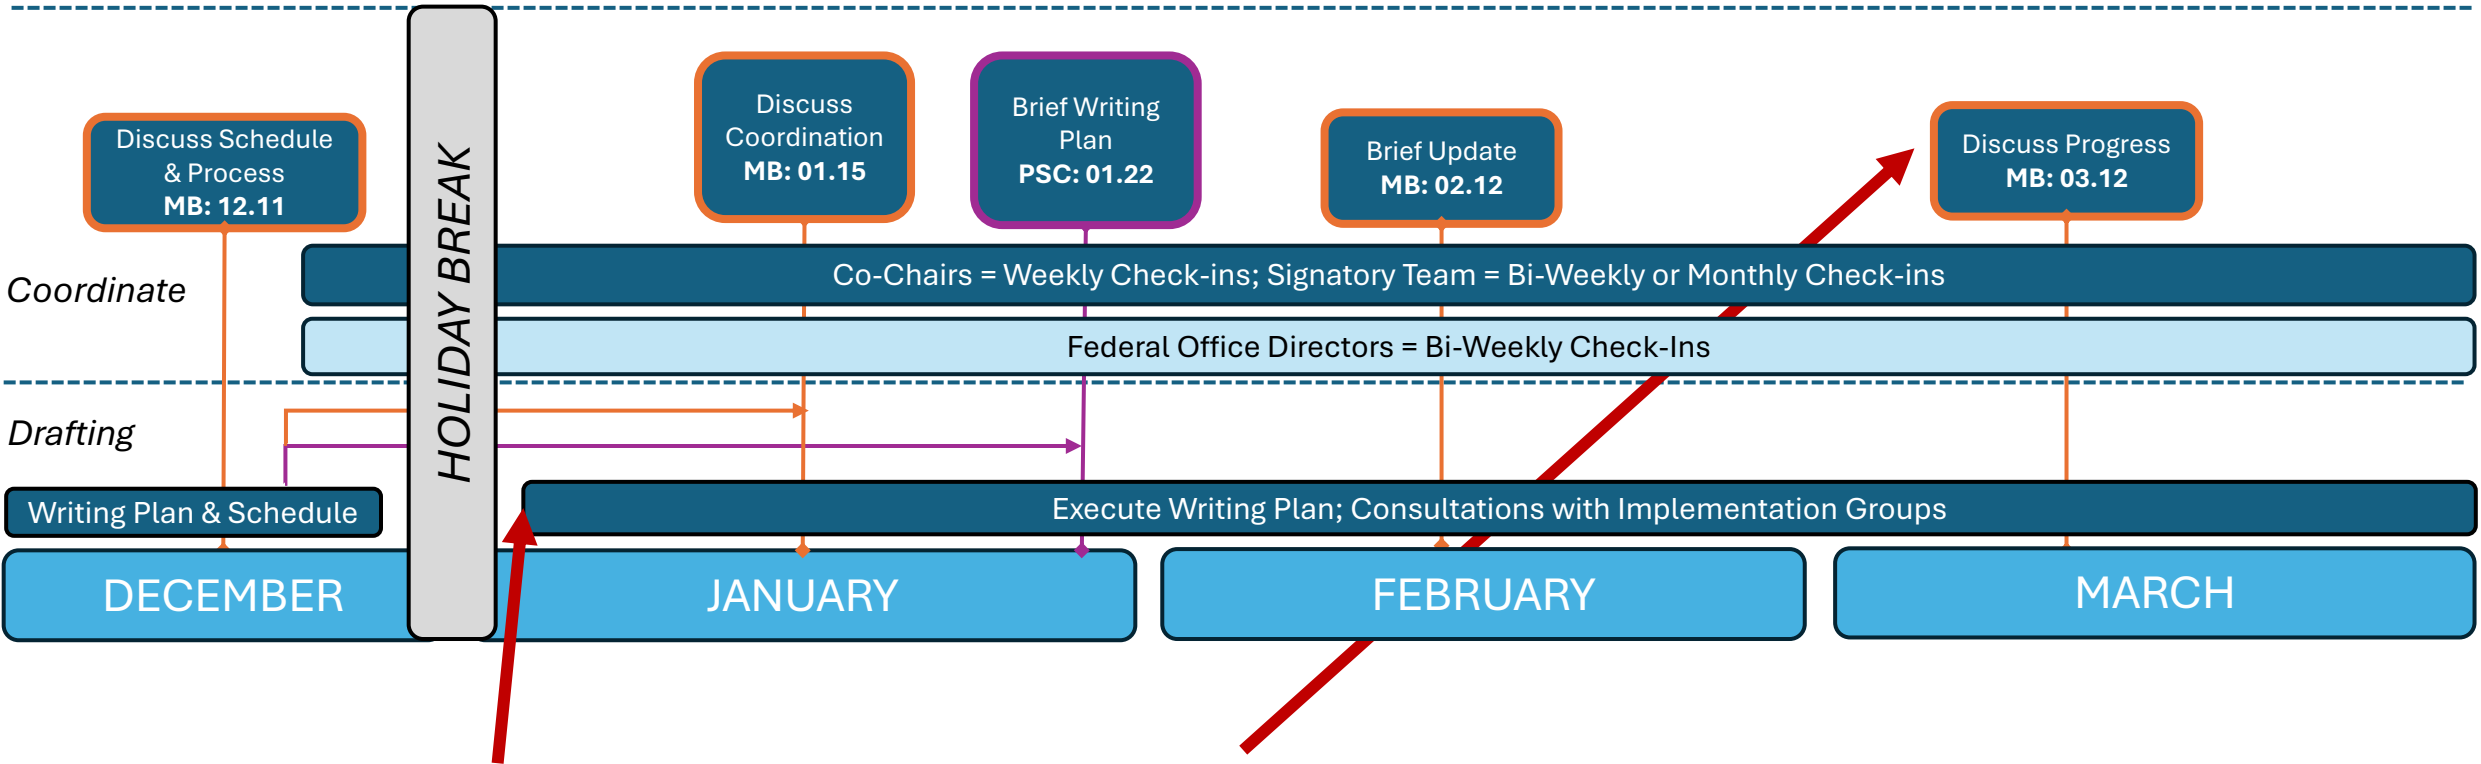 Discuss Schedule
& Process
MB: 12.11
HOLIDAY BREAK
Discuss
Coordination
MB: 01.15
Brief Writing
Plan
PSC: 01.22
Brief Update
MB: 02.12
Discuss Progress
MB: 03.12
Coordinate
Co-Chairs = Weekly Check-ins; Signatory Team = Bi-Weekly or Monthly Check-ins
Federal Office Directors = Bi-Weekly Check-Ins
Drafting
Writing Plan & Schedule
Execute Writing Plan; Consultations with Implementation Groups
DECEMBER
JANUARY
FEBRUARY
MARCH